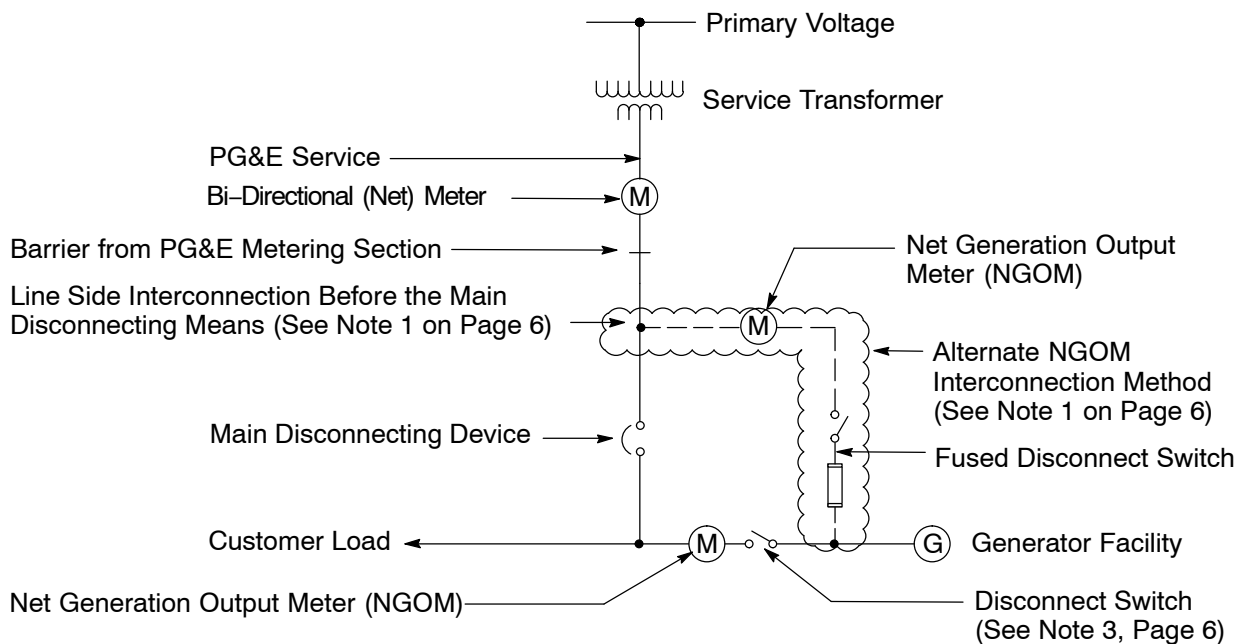 Primary Voltage
Service Transformer
PG&E Service
Bi–Directional (Net) Meter
M
Barrier from PG&E Metering Section
Net Generation Output
Meter (NGOM)
Line Side Interconnection Before the Main
Disconnecting Means (See Note 1 on Page 6)
M
Alternate NGOM
Interconnection Method
(See Note 1 on Page 6)
Main Disconnecting Device
Fused Disconnect Switch
Customer Load
M
G
Generator Facility
Net Generation Output Meter (NGOM)
Disconnect Switch
(See Note 3, Page 6)